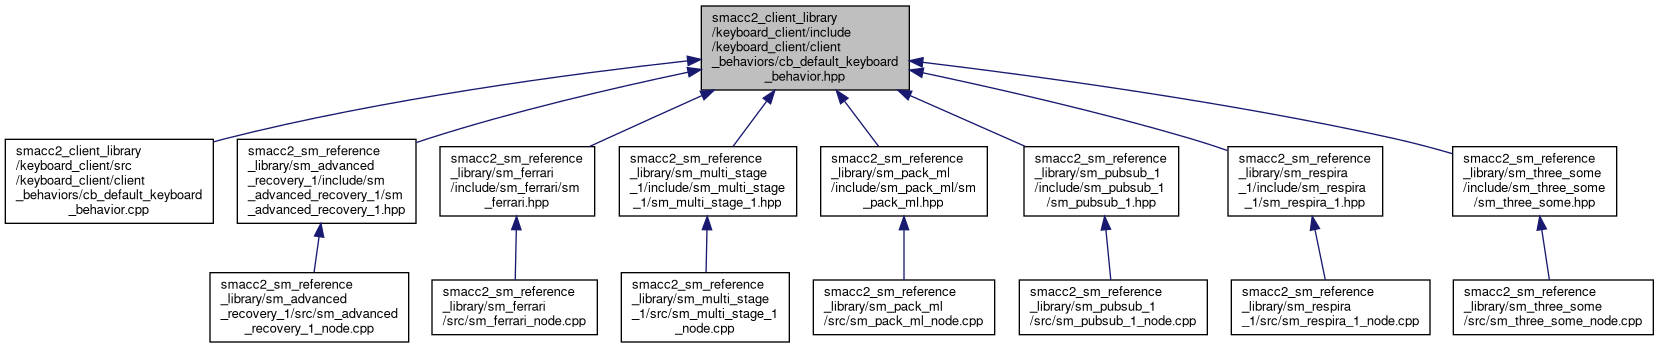 smacc2_client_library
/keyboard_client/include
/keyboard_client/client
_behaviors/cb_default_keyboard
_behavior.hpp
smacc2_client_library
/keyboard_client/src
/keyboard_client/client
_behaviors/cb_default_keyboard
_behavior.cpp
smacc2_sm_reference
_library/sm_advanced
_recovery_1/include/sm
_advanced_recovery_1/sm
_advanced_recovery_1.hpp
smacc2_sm_reference
_library/sm_ferrari
/include/sm_ferrari/sm
_ferrari.hpp
smacc2_sm_reference
_library/sm_multi_stage
_1/include/sm_multi_stage
_1/sm_multi_stage_1.hpp
smacc2_sm_reference
_library/sm_pack_ml
/include/sm_pack_ml/sm
_pack_ml.hpp
smacc2_sm_reference
_library/sm_pubsub_1
/include/sm_pubsub_1
/sm_pubsub_1.hpp
smacc2_sm_reference
_library/sm_respira
_1/include/sm_respira
_1/sm_respira_1.hpp
smacc2_sm_reference
_library/sm_three_some
/include/sm_three_some
/sm_three_some.hpp
smacc2_sm_reference
_library/sm_advanced
_recovery_1/src/sm_advanced
_recovery_1_node.cpp
smacc2_sm_reference
_library/sm_ferrari
/src/sm_ferrari_node.cpp
smacc2_sm_reference
_library/sm_multi_stage
_1/src/sm_multi_stage_1
_node.cpp
smacc2_sm_reference
_library/sm_pack_ml
/src/sm_pack_ml_node.cpp
smacc2_sm_reference
_library/sm_pubsub_1
/src/sm_pubsub_1_node.cpp
smacc2_sm_reference
_library/sm_respira
_1/src/sm_respira_1_node.cpp
smacc2_sm_reference
_library/sm_three_some
/src/sm_three_some_node.cpp